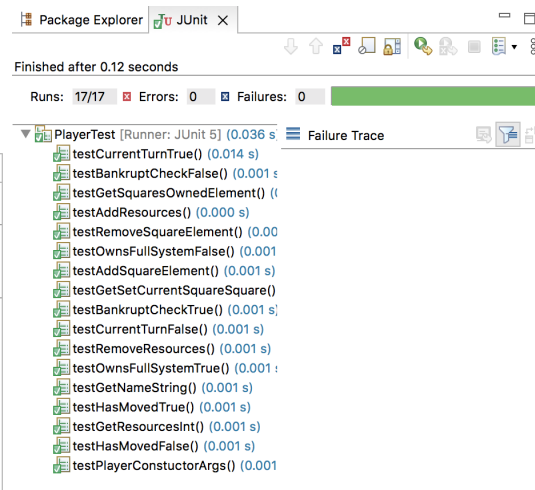 Package Explorer JUnit
Finished after 0.12 seconds
Runs: 17/17 Errors: 0 Failures: 0
PlayerTest [Runner: JUnit 5] (0.036 s)
Failure Trace
testCurrentTurnTrue() (0.014 s)
testBankruptCheckFalse() (0.001 s
testGetSquaresOwnedElement() (
testAddResources() (0.000 s)
testRemoveSquareElement() (0.00
testOwnsFullSystemFalse() (0.001
testAddSquareElement() (0.001 s)
testGetSetCurrentSquareSquare()
testBankruptCheckTrue() (0.001 s)
testCurrentTurnFalse() (0.001 s)
testRemoveResources() (0.001 s)
testOwnsFullSystemTrue() (0.001 s
testGetNameString() (0.001 s)
testHasMovedTrue() (0.001 s)
testGetResourcesInt() (0.001 s)
testHasMovedFalse() (0.001 s)
testPlayerConstuctorArgs() (0.001